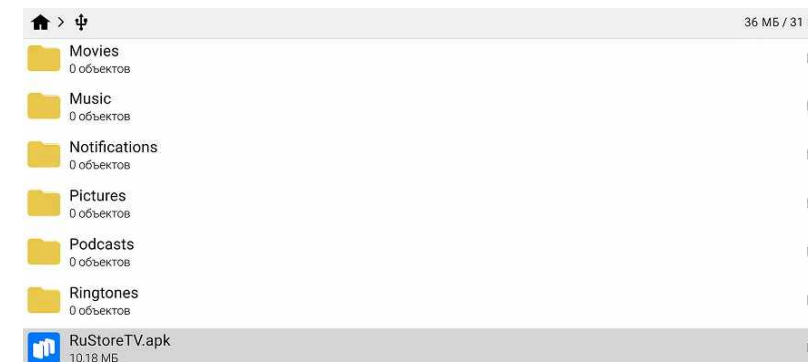 > 36 МБ / 31
Movies
0 объектов
Music
0 объектов
Notifications
0 объектов
Pictures
0 объектов
Podcasts
0 объектов
Ringtones
0 объектов
RuStoreTV.apk
10,18 МБ